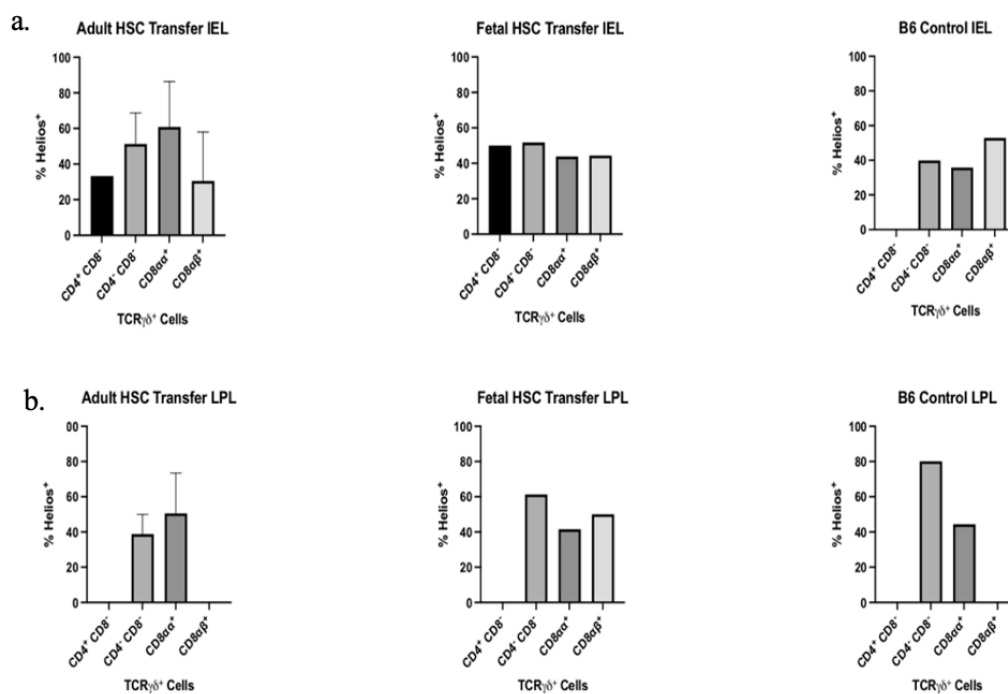 a.
Adult HSC Transfer IEL
% Helios⁺
100
80
60
40
20
0
CD4⁺ CD8⁻
CD4⁻ CD8⁻
CD8αα⁺
CD8αβ⁺
TCRγδ⁺ Cells
Fetal HSC Transfer IEL
% Helios⁺
100
80
60
40
20
0
CD4⁺ CD8⁻
CD4⁻ CD8⁻
CD8αα⁺
CD8αβ⁺
TCRγδ⁺ Cells
B6 Control IEL
% Helios⁺
100
80
60
40
20
0
CD4⁺ CD8⁻
CD4⁻ CD8⁻
CD8αα⁺
CD8αβ⁺
TCRγδ⁺ Cells
b.
Adult HSC Transfer LPL
% Helios⁺
00
80
60
40
20
0
CD4⁺ CD8⁻
CD4⁻ CD8⁻
CD8αα⁺
CD8αβ⁺
TCRγδ⁺ Cells
Fetal HSC Transfer LPL
% Helios⁺
100
80
60
40
20
0
CD4⁺ CD8⁻
CD4⁻ CD8⁻
CD8αα⁺
CD8αβ⁺
TCRγδ⁺ Cells
B6 Control LPL
% Helios⁺
100
80
60
40
20
0
CD4⁺ CD8⁻
CD4⁻ CD8⁻
CD8αα⁺
CD8αβ⁺
TCRγδ⁺ Cells